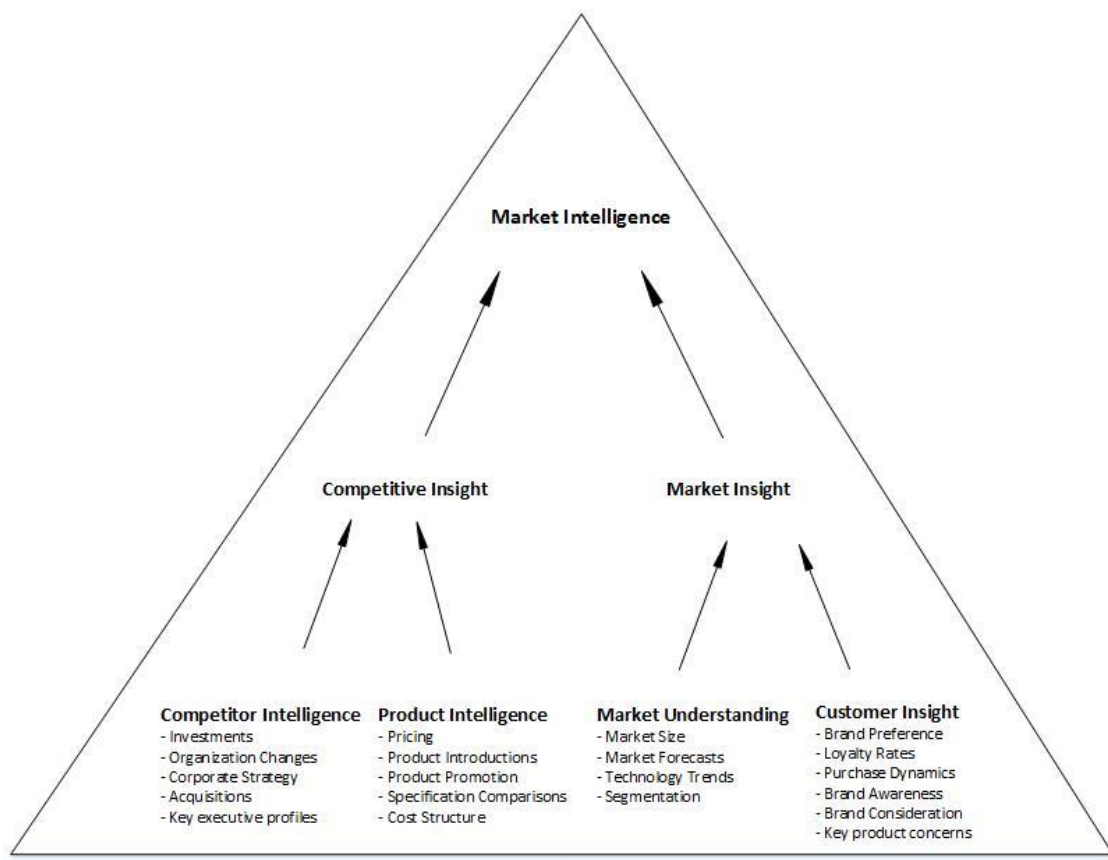 Market Intelligence
Competitive Insight
Market Insight
Competitor Intelligence
- Investments
- Organization Changes
- Corporate Strategy
- Acquisitions
- Key executive profiles
Product Intelligence
- Pricing
- Product Introductions
- Product Promotion
- Specification Comparisons
- Cost Structure
Market Understanding
- Market Size
- Market Forecasts
- Technology Trends
- Segmentation
Customer Insight
- Brand Preference
- Loyalty Rates
- Purchase Dynamics
- Brand Awareness
- Brand Consideration
- Key product concerns